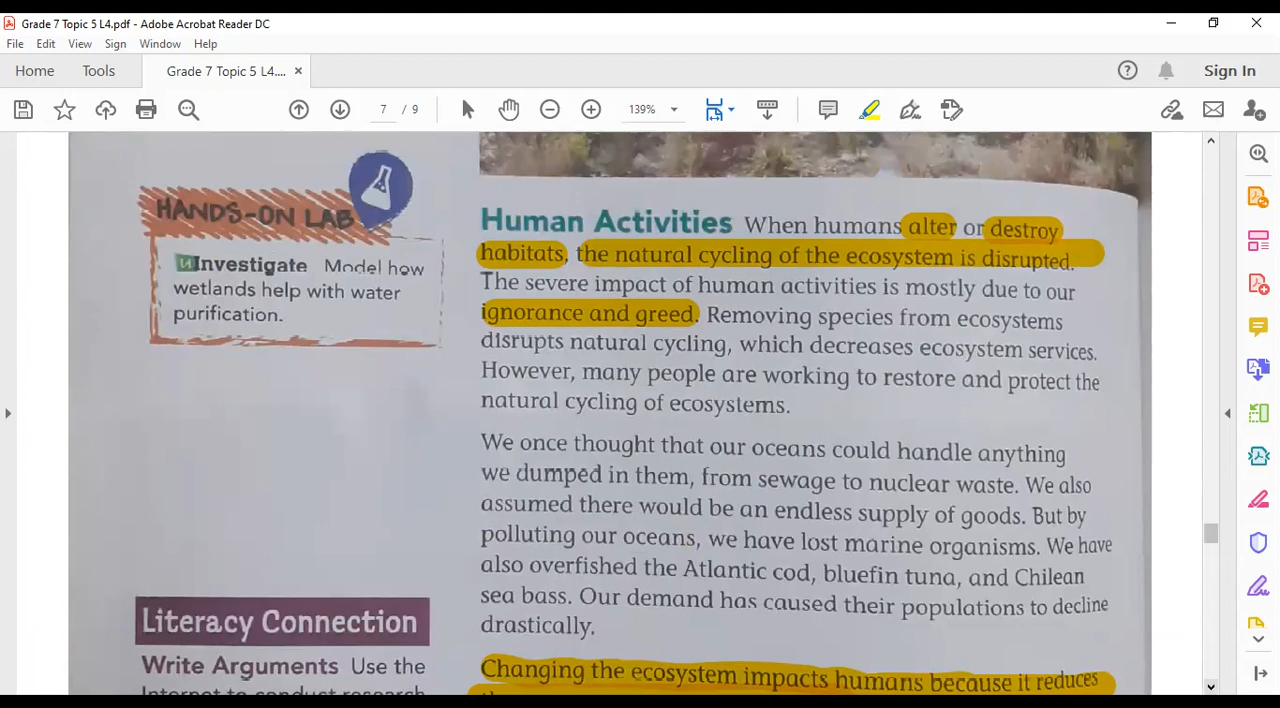 Grade 7 Topic 5 L4.pdf - Adobe Acrobat Reader DC
File Edit View Sign Window Help
Home Tools Grade 7 Topic 5 L4.... × Sign In
7 / 9 139%
HANDS-ON LAB
Investigate Model how
wetlands help with water
purification.
Literacy Connection
Write Arguments Use the
Internet to conduct research
Human Activities When humans alter or destroy
habitats, the natural cycling of the ecosystem is disrupted.
The severe impact of human activities is mostly due to our
ignorance and greed. Removing species from ecosystems
disrupts natural cycling, which decreases ecosystem services.
However, many people are working to restore and protect the
natural cycling of ecosystems.
We once thought that our oceans could handle anything
we dumped in them, from sewage to nuclear waste. We also
assumed there would be an endless supply of goods. But by
polluting our oceans, we have lost marine organisms. We have
also overfished the Atlantic cod, bluefin tuna, and Chilean
sea bass. Our demand has caused their populations to decline
drastically.
Changing the ecosystem impacts humans because it reduces